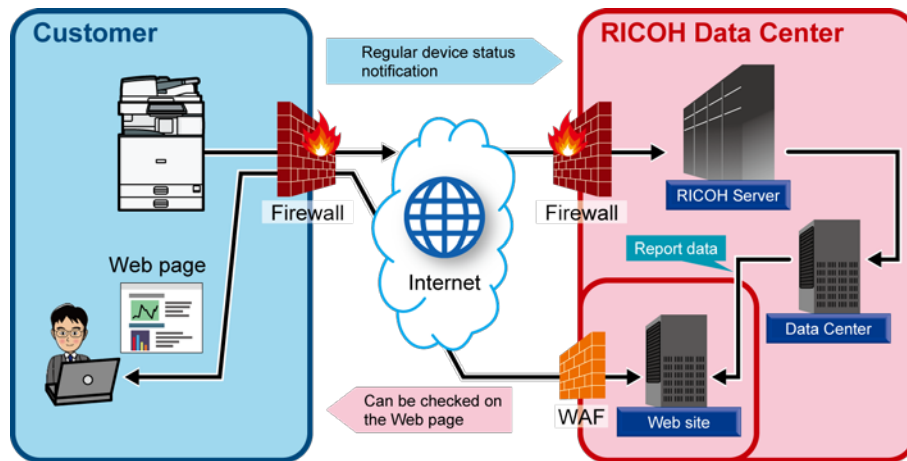 Customer
RICOH Data Center
Regular device status
notification
Firewall
Firewall
RICOH Server
Web page
Internet
Report data
Data Center
Can be checked on
the Web page
WAF
Web site